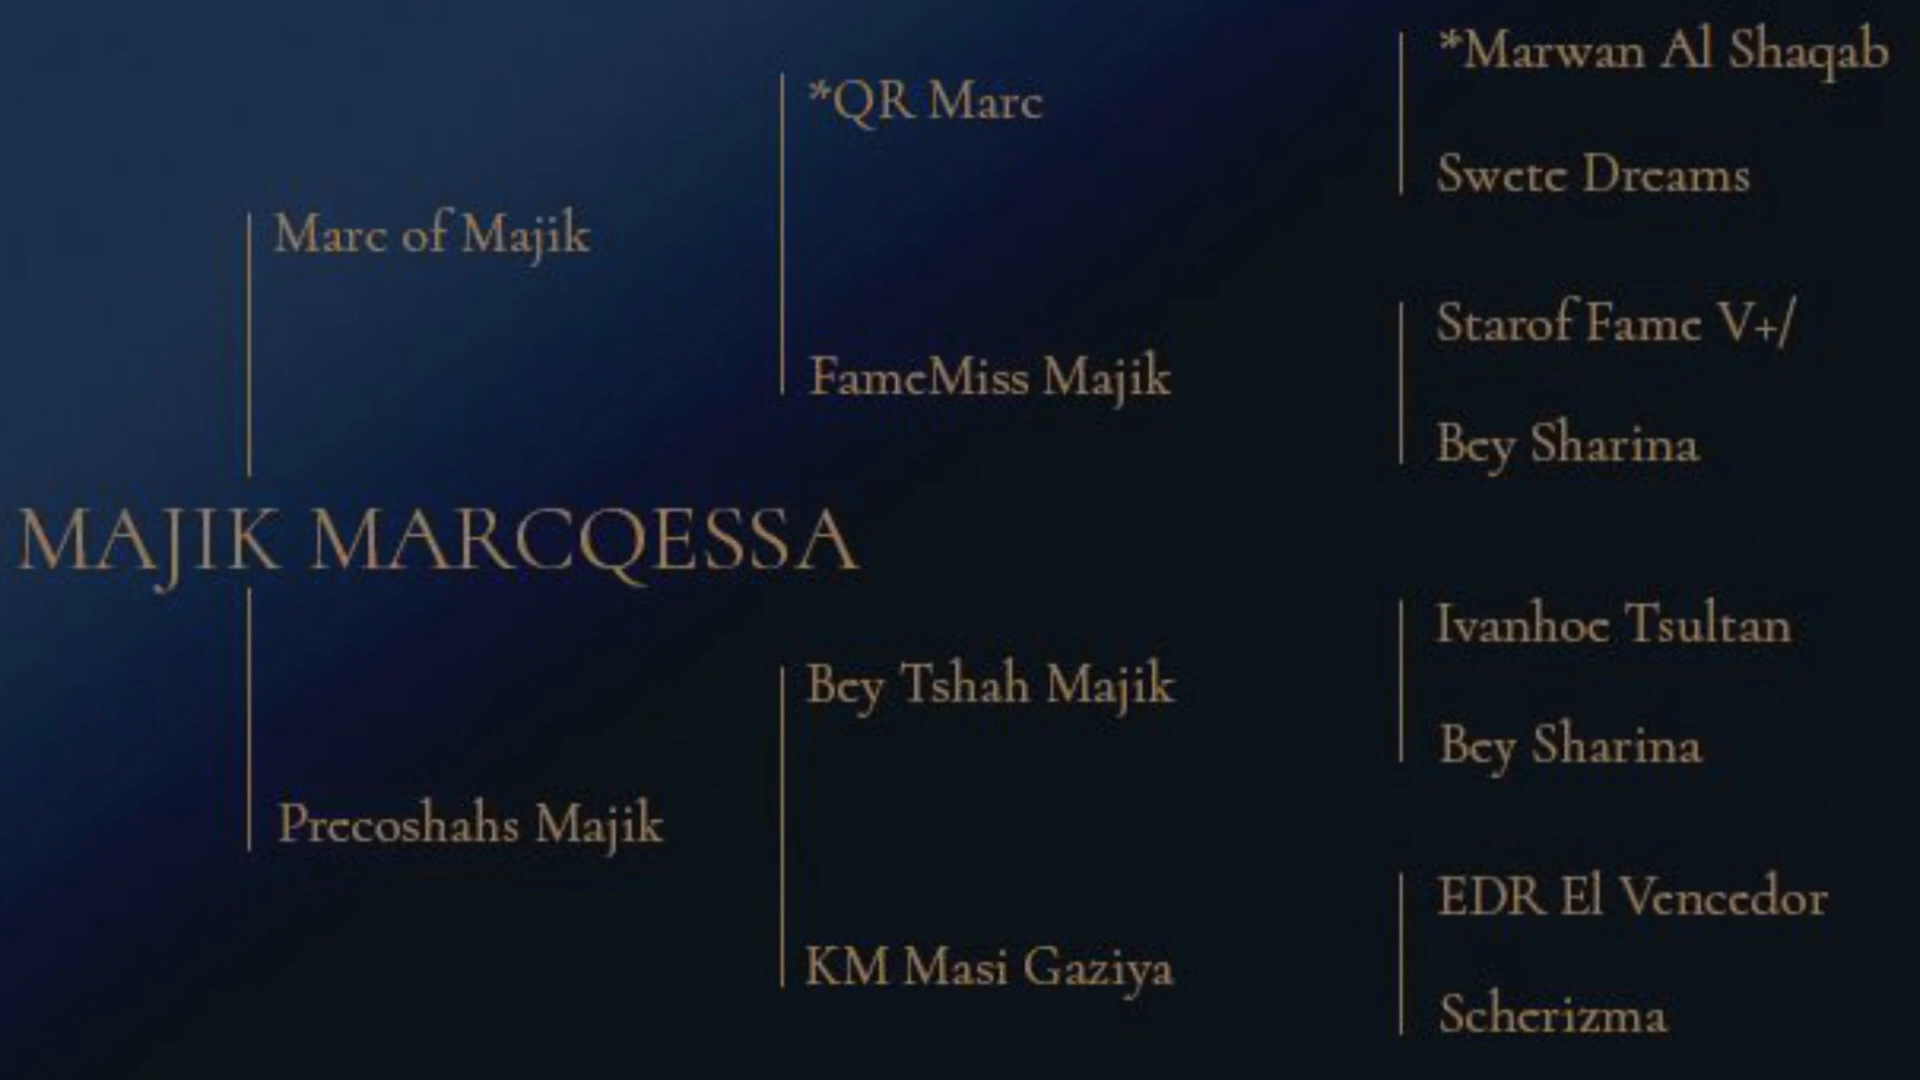 *Marwan Al Shaqab
*QR Marc
Swete Dreams
Marc of Majik
Starof Fame V+/
FameMiss Majik
Bey Sharina
MAJIK MARCQESSA
Ivanhoe Tsultan
Bey Tshah Majik
Bey Sharina
Precoshahs Majik
EDR El Vencedor
KM Masi Gaziya
Scherizma